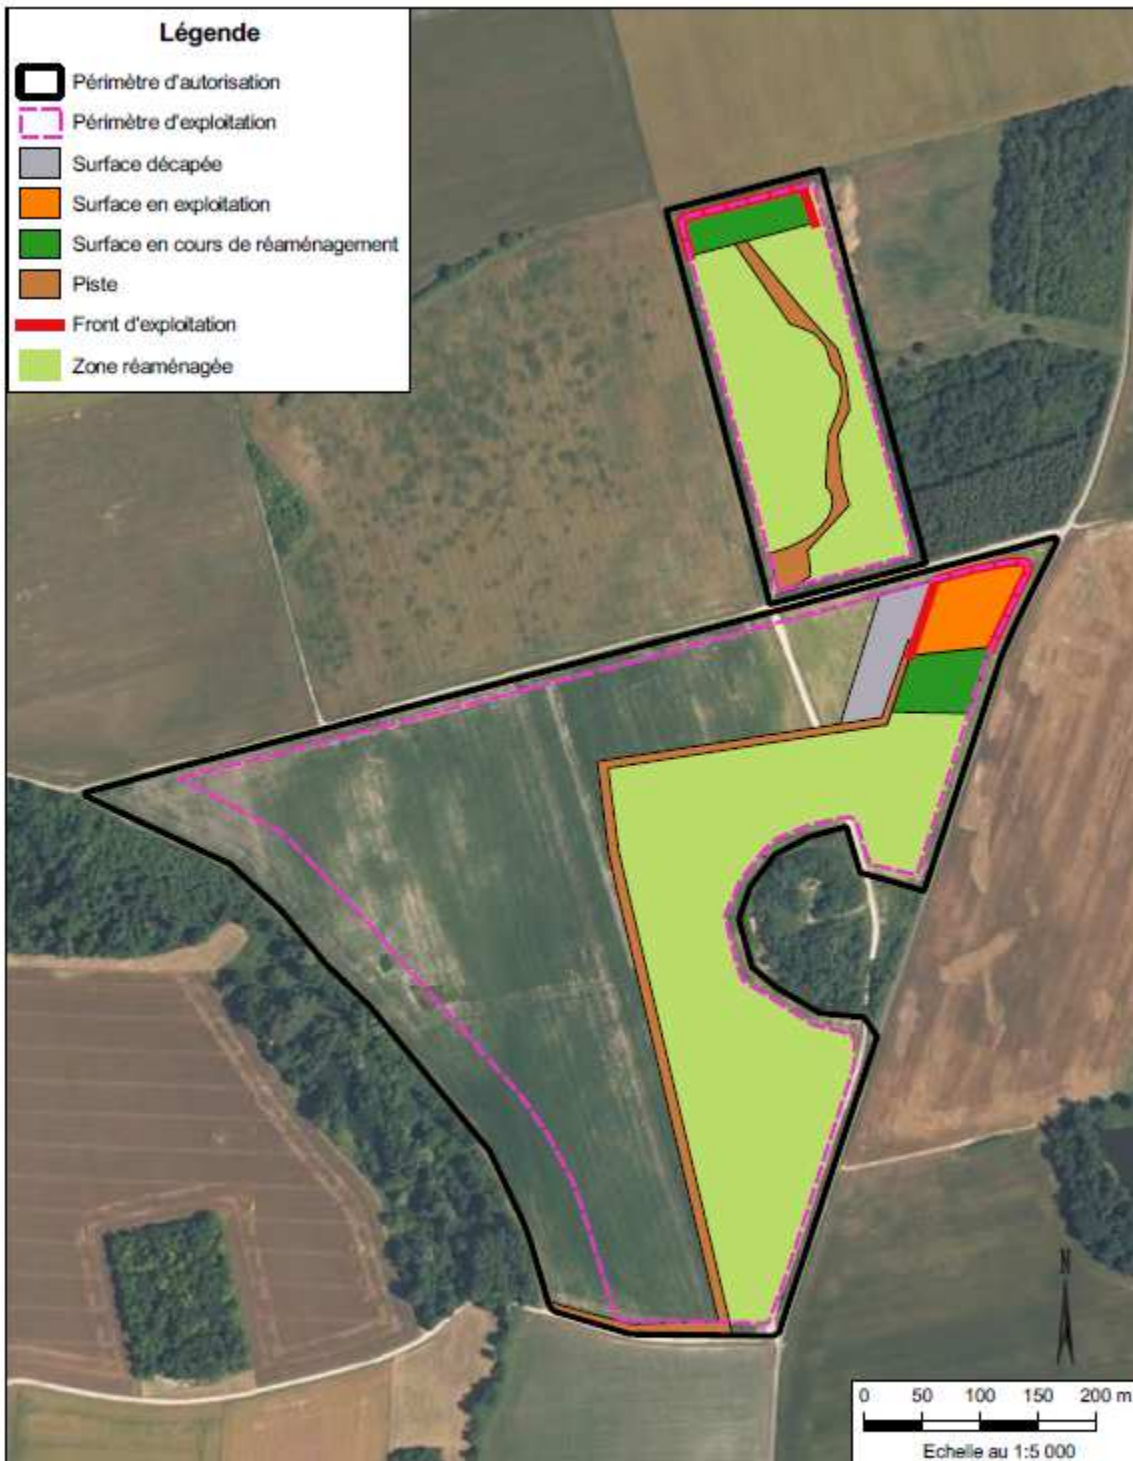 Légende
Périmètre d'autorisation
Périmètre d'exploitation
Surface décapée
Surface en exploitation
Surface en cours de réaménagement
Piste
Front d'exploitation
Zone réaménagée
N
0 50 100 150 200 m
Echelle au 1:5 000